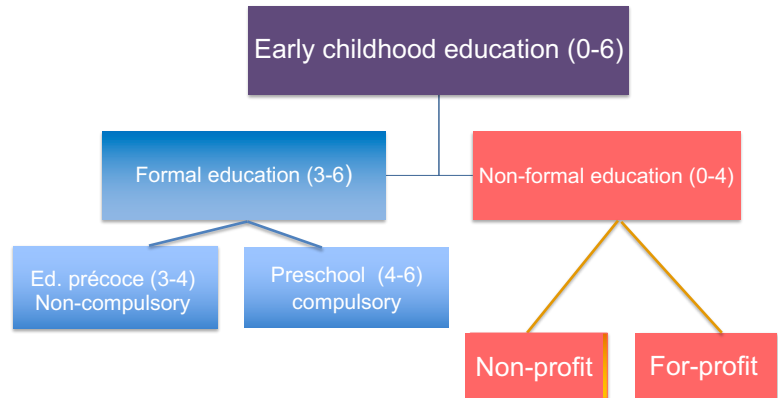 Early childhood education (0-6)
Formal education (3-6)
Non-formal education (0-4)
Ed. précoce (3-4)
Non-compulsory
Preschool (4-6)
compulsory
Non-profit
For-profit